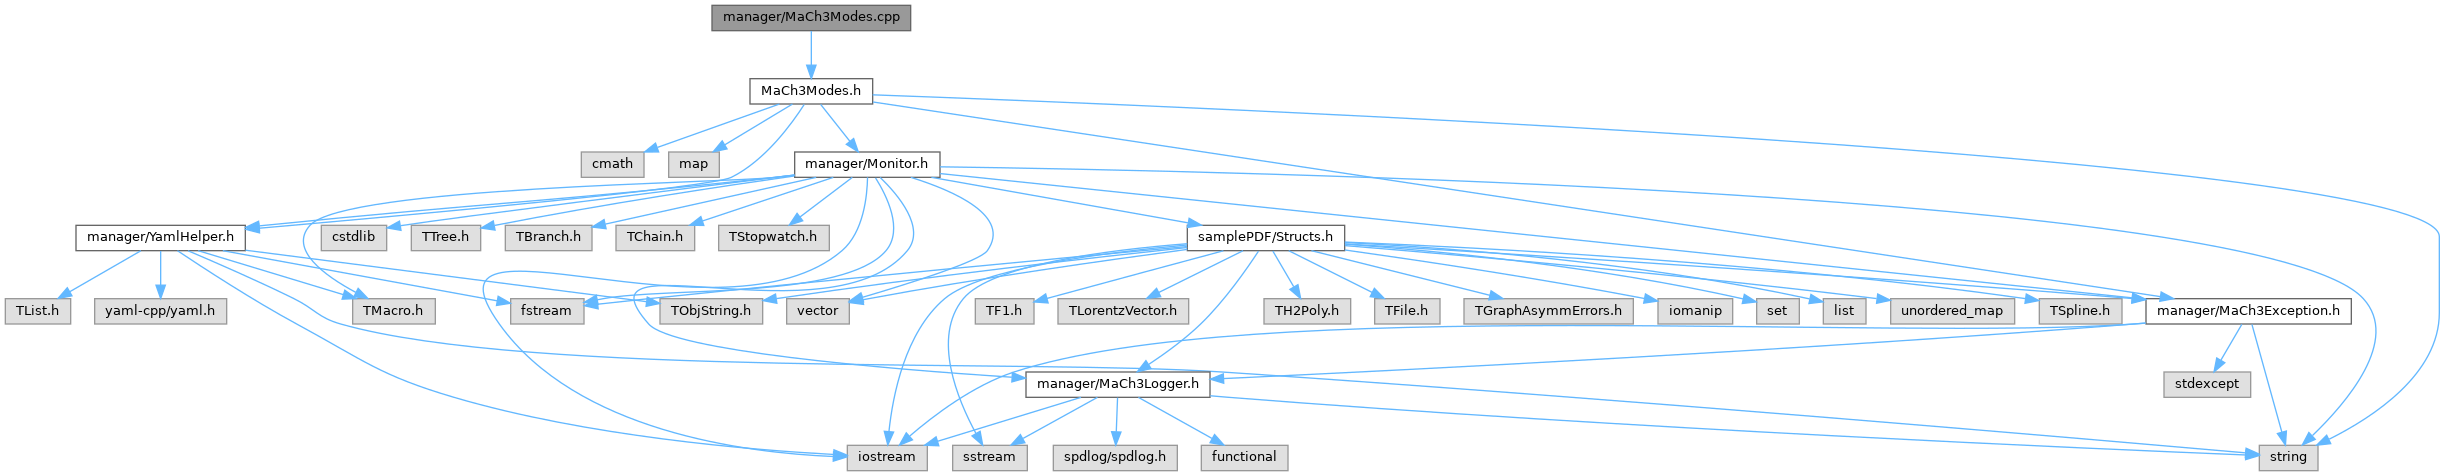 manager/MaCh3Modes.cpp
MaCh3Modes.h
cmath
map
manager/Monitor.h
manager/YamlHelper.h
cstdlib
TTree.h
TBranch.h
TChain.h
TStopwatch.h
samplePDF/Structs.h
TList.h
yaml-cpp/yaml.h
TMacro.h
fstream
TObjString.h
vector
TF1.h
TLorentzVector.h
TH2Poly.h
TFile.h
TGraphAsymmErrors.h
iomanip
set
list
unordered_map
TSpline.h
manager/MaCh3Exception.h
manager/MaCh3Logger.h
stdexcept
iostream
sstream
spdlog/spdlog.h
functional
string